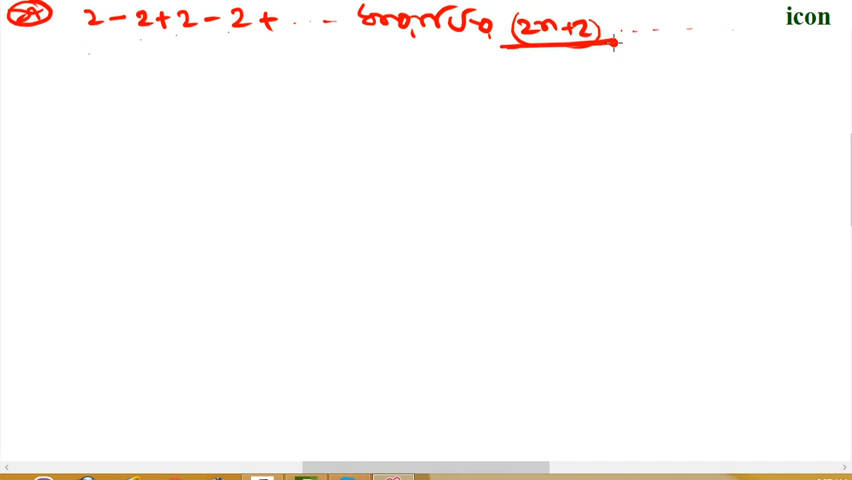 2 - 2 + 2 - 2 + ... (2n+2) ...
icon